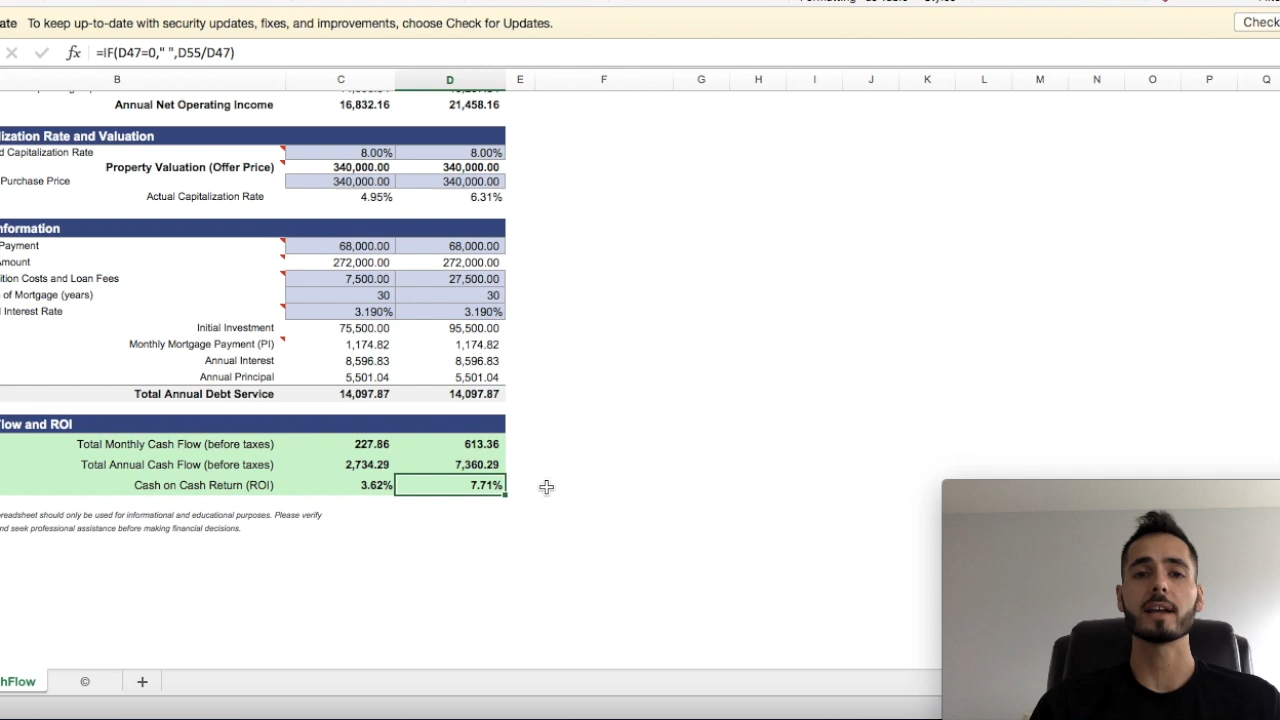 ate To keep up-to-date with security updates, fixes, and improvements, choose Check for Updates.
Check
fx =IF(D47=0," ",D55/D47)
B C D E F G H I J K L M N O P Q
Annual Net Operating Income 16,832.16 21,458.16
lization Rate and Valuation
d Capitalization Rate 8.00% 8.00%
Property Valuation (Offer Price) 340,000.00 340,000.00
Purchase Price 340,000.00 340,000.00
Actual Capitalization Rate 4.95% 6.31%
nformation
Payment 68,000.00 68,000.00
Amount 272,000.00 272,000.00
ition Costs and Loan Fees 7,500.00 27,500.00
e of Mortgage (years) 30 30
l Interest Rate 3.190% 3.190%
Initial Investment 75,500.00 95,500.00
Monthly Mortgage Payment (PI) 1,174.82 1,174.82
Annual Interest 8,596.83 8,596.83
Annual Principal 5,501.04 5,501.04
Total Annual Debt Service 14,097.87 14,097.87
Flow and ROI
Total Monthly Cash Flow (before taxes) 227.86 613.36
Total Annual Cash Flow (before taxes) 2,734.29 7,360.29
Cash on Cash Return (ROI) 3.62% 7.71%
readsheet should only be used for informational and educational purposes. Please verify
nd seek professional assistance before making financial decisions.
hFlow © +